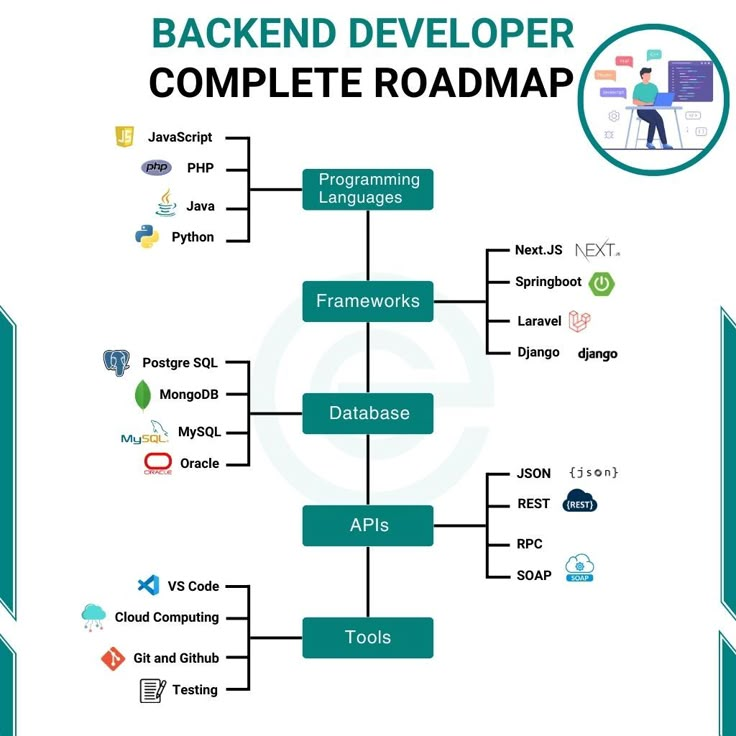 BACKEND DEVELOPER
COMPLETE ROADMAP
JS JavaScript
php PHP
Java Java
Python
Programming
Languages
Next.JS NEXT.JS
Springboot
Laravel
Django django
Frameworks
Postgre SQL
MongoDB
MySQL MySQL
ORACLE Oracle
Database
JSON {json}
REST {REST}
RPC
SOAP SOAP
APIs
VS Code
Cloud Computing
Git and Github
Testing
Tools